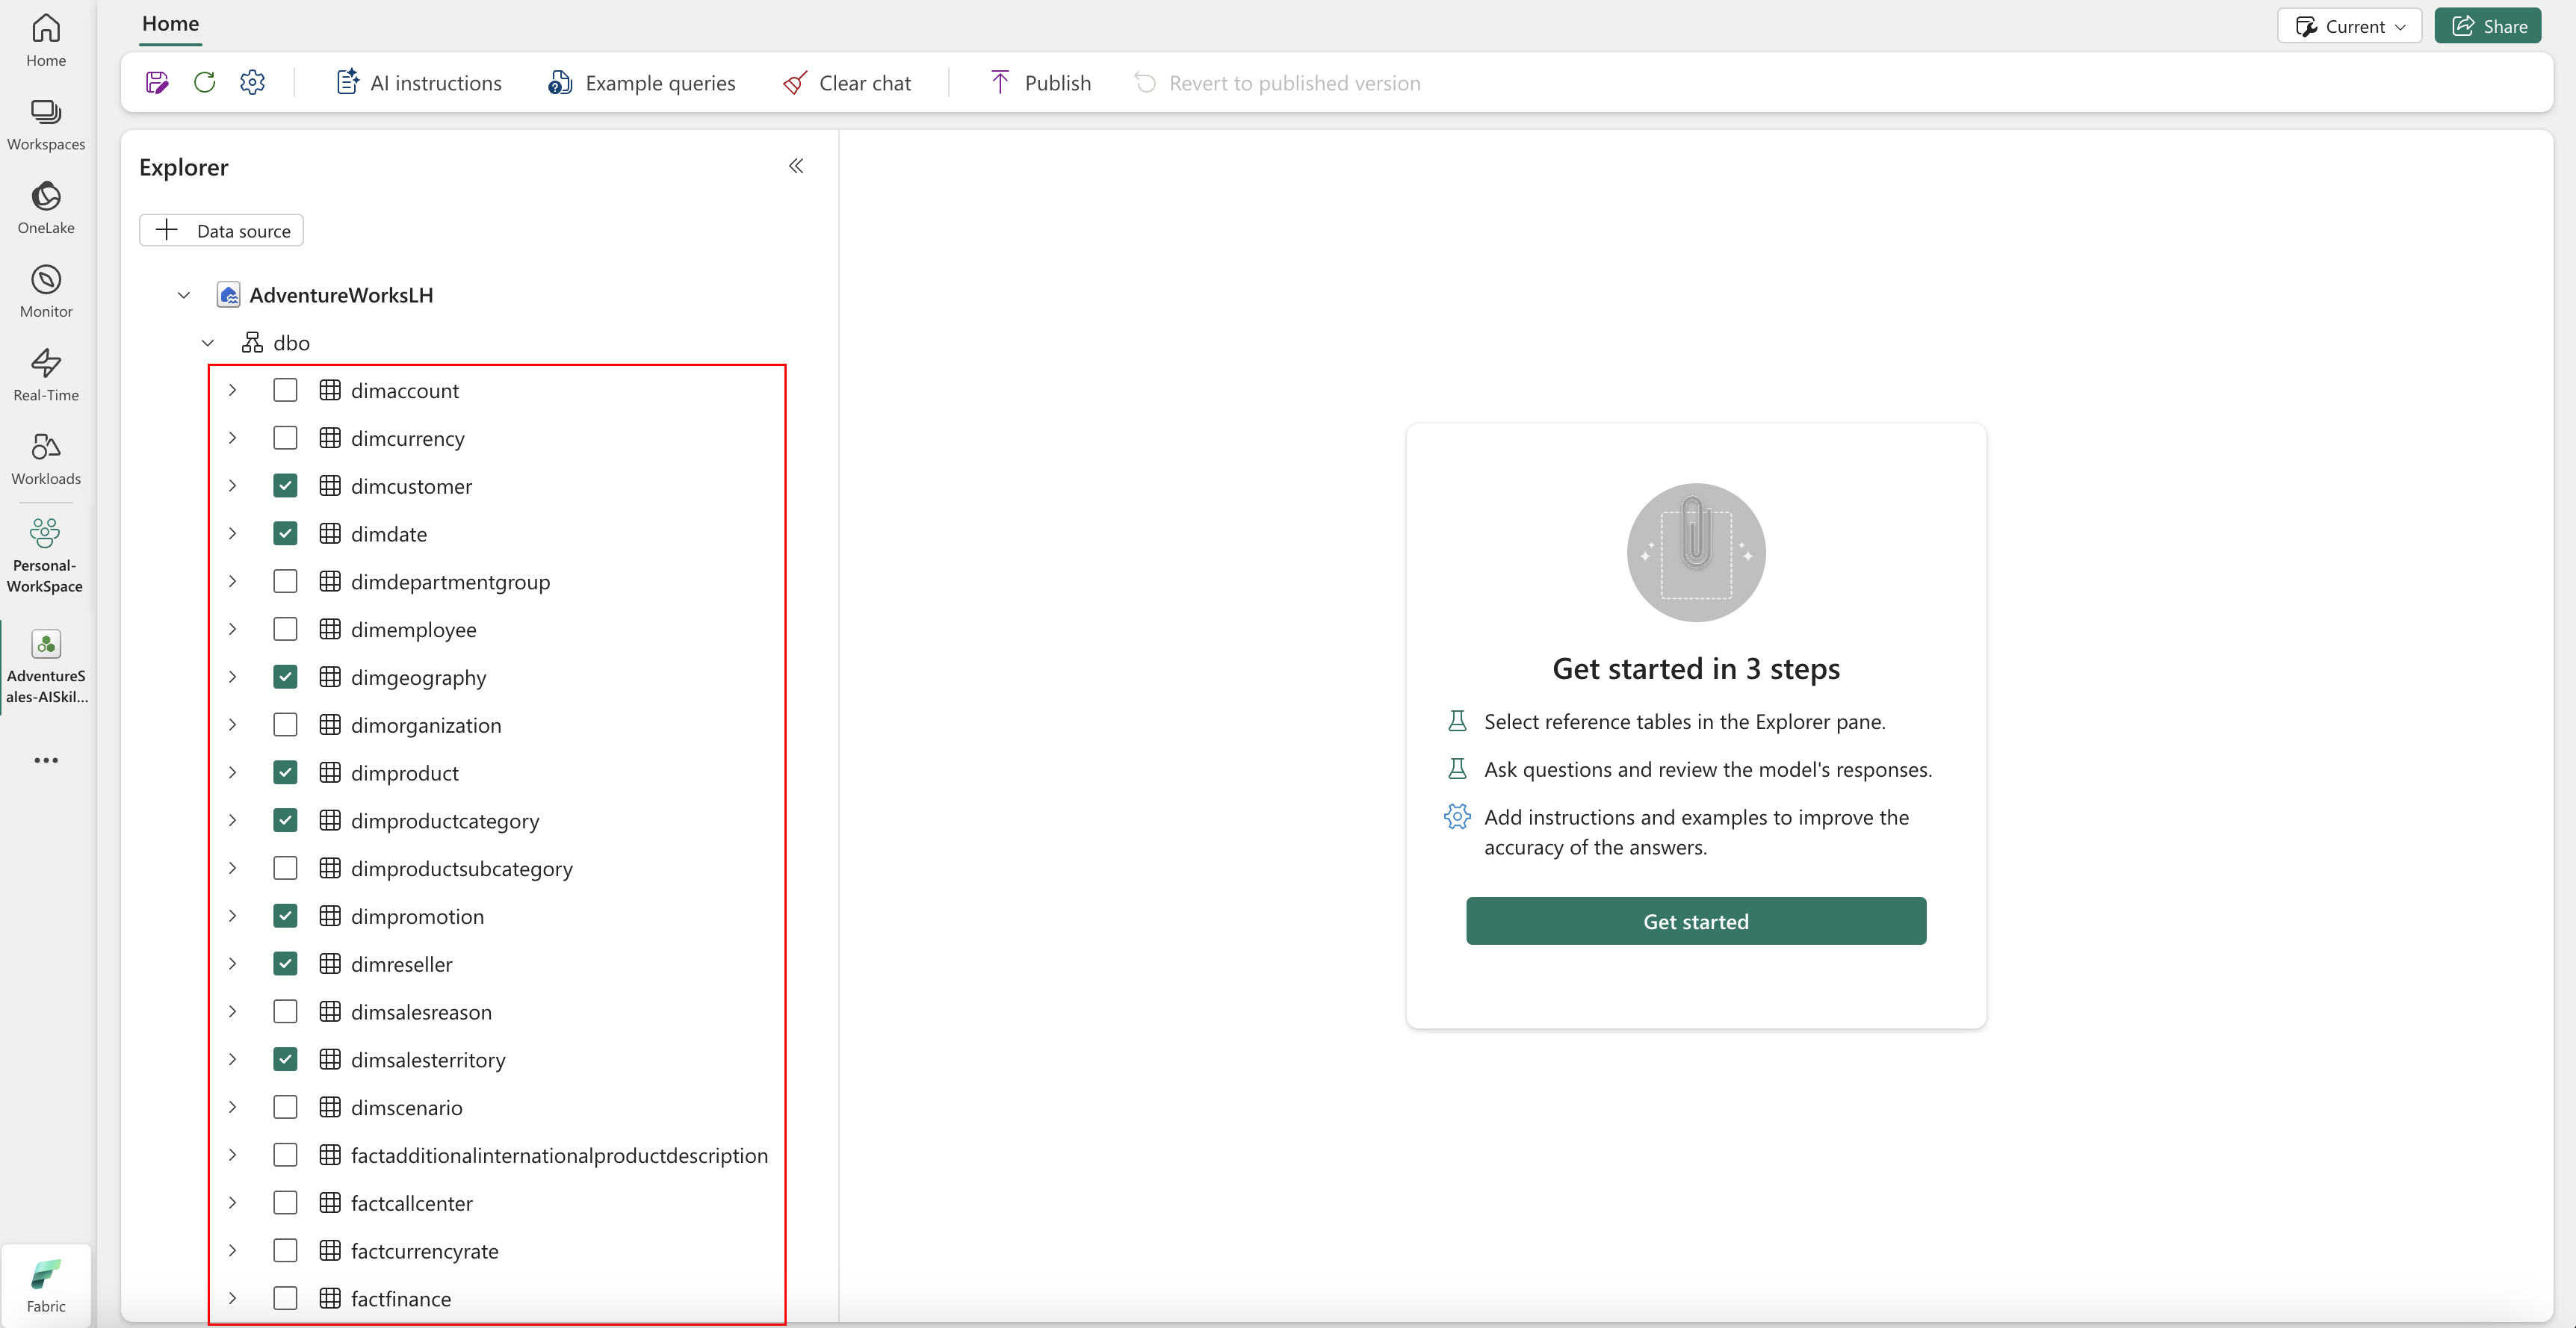 Home
Workspaces
OneLake
Monitor
Real-Time
Workloads
Personal-
WorkSpace
AdventureS
ales-AISkil...
Fabric
Home
Current
Share
AI instructions
Example queries
Clear chat
Publish
Revert to published version
Explorer
Data source
AdventureWorksLH
dbo
dimaccount
dimcurrency
dimcustomer
dimdate
dimdepartmentgroup
dimemployee
dimgeography
dimorganization
dimproduct
dimproductcategory
dimproductsubcategory
dimpromotion
dimreseller
dimsalesreason
dimsalesterritory
dimscenario
factadditionalinternationalproductdescription
factcallcenter
factcurrencyrate
factfinance
Get started in 3 steps
Select reference tables in the Explorer pane.
Ask questions and review the model's responses.
Add instructions and examples to improve the
accuracy of the answers.
Get started